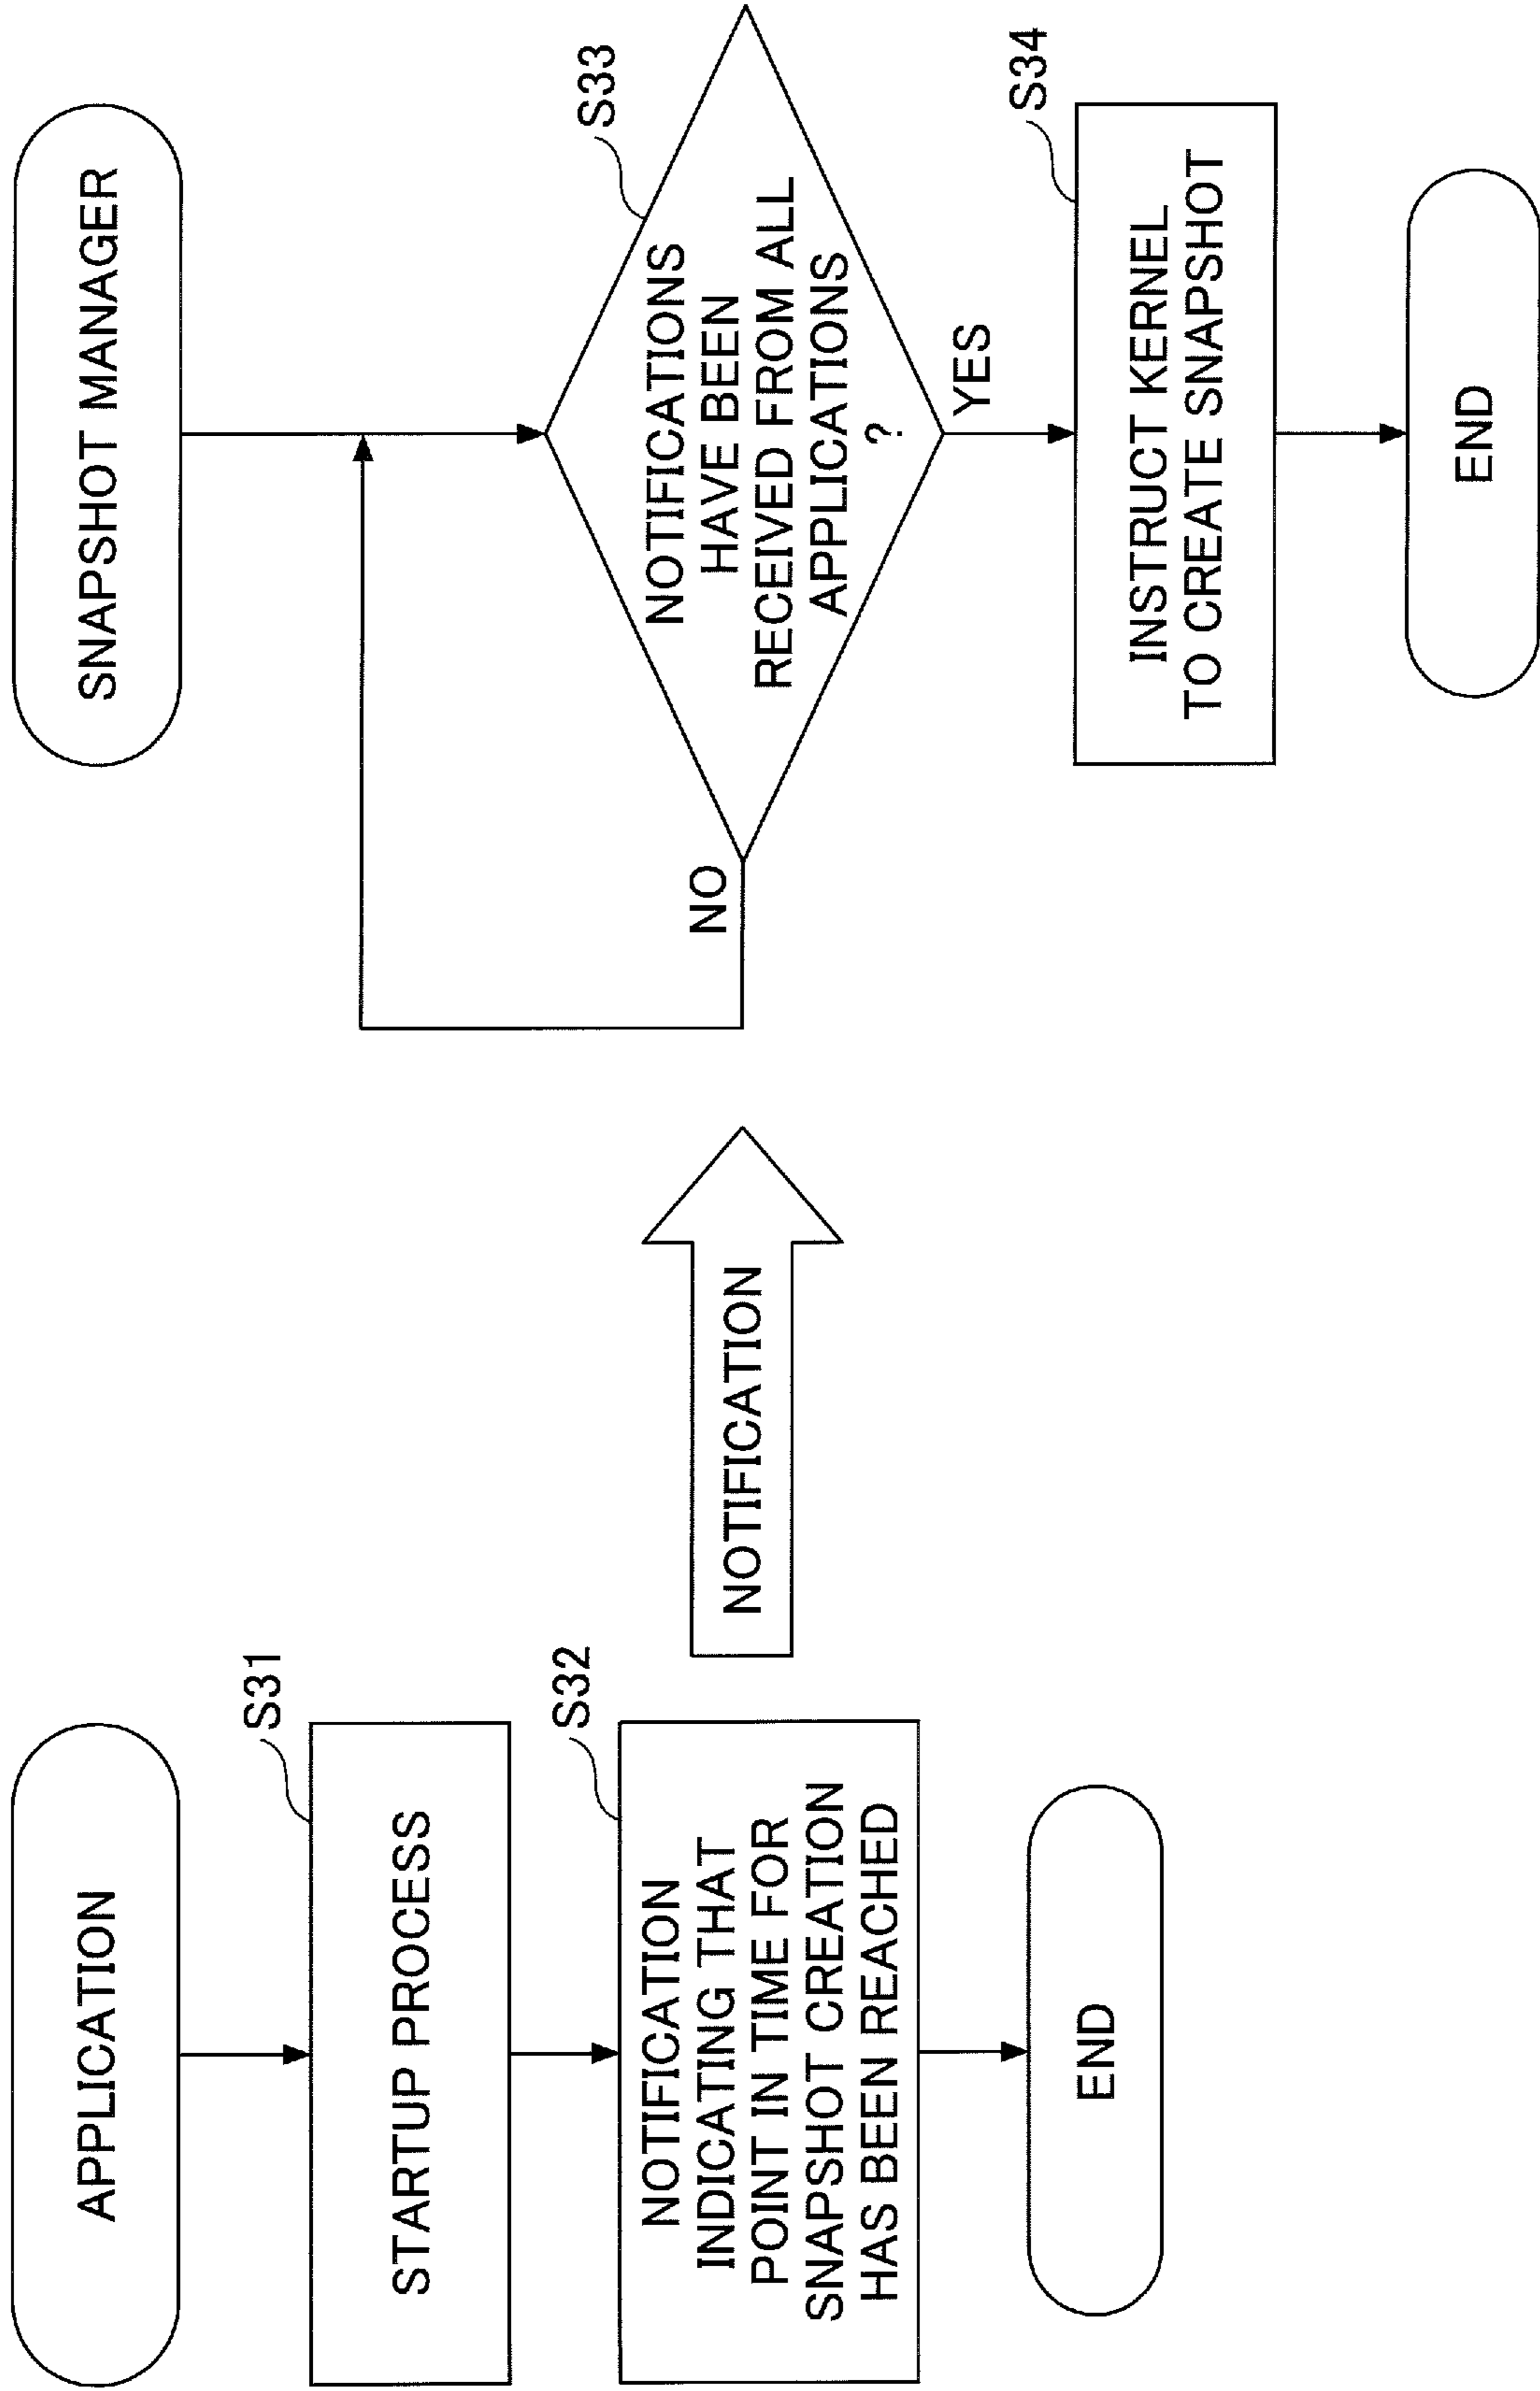 APPLICATION
S31
STARTUP PROCESS
S32
NOTIFICATION
INDICATING THAT
POINT IN TIME FOR
SNAPSHOT CREATION
HAS BEEN REACHED
END
NOTIFICATION
SNAPSHOT MANAGER
S33
NOTIFICATIONS
HAVE BEEN
RECEIVED FROM ALL
APPLICATIONS
?
NO
YES
S34
INSTRUCT KERNEL
TO CREATE SNAPSHOT
END